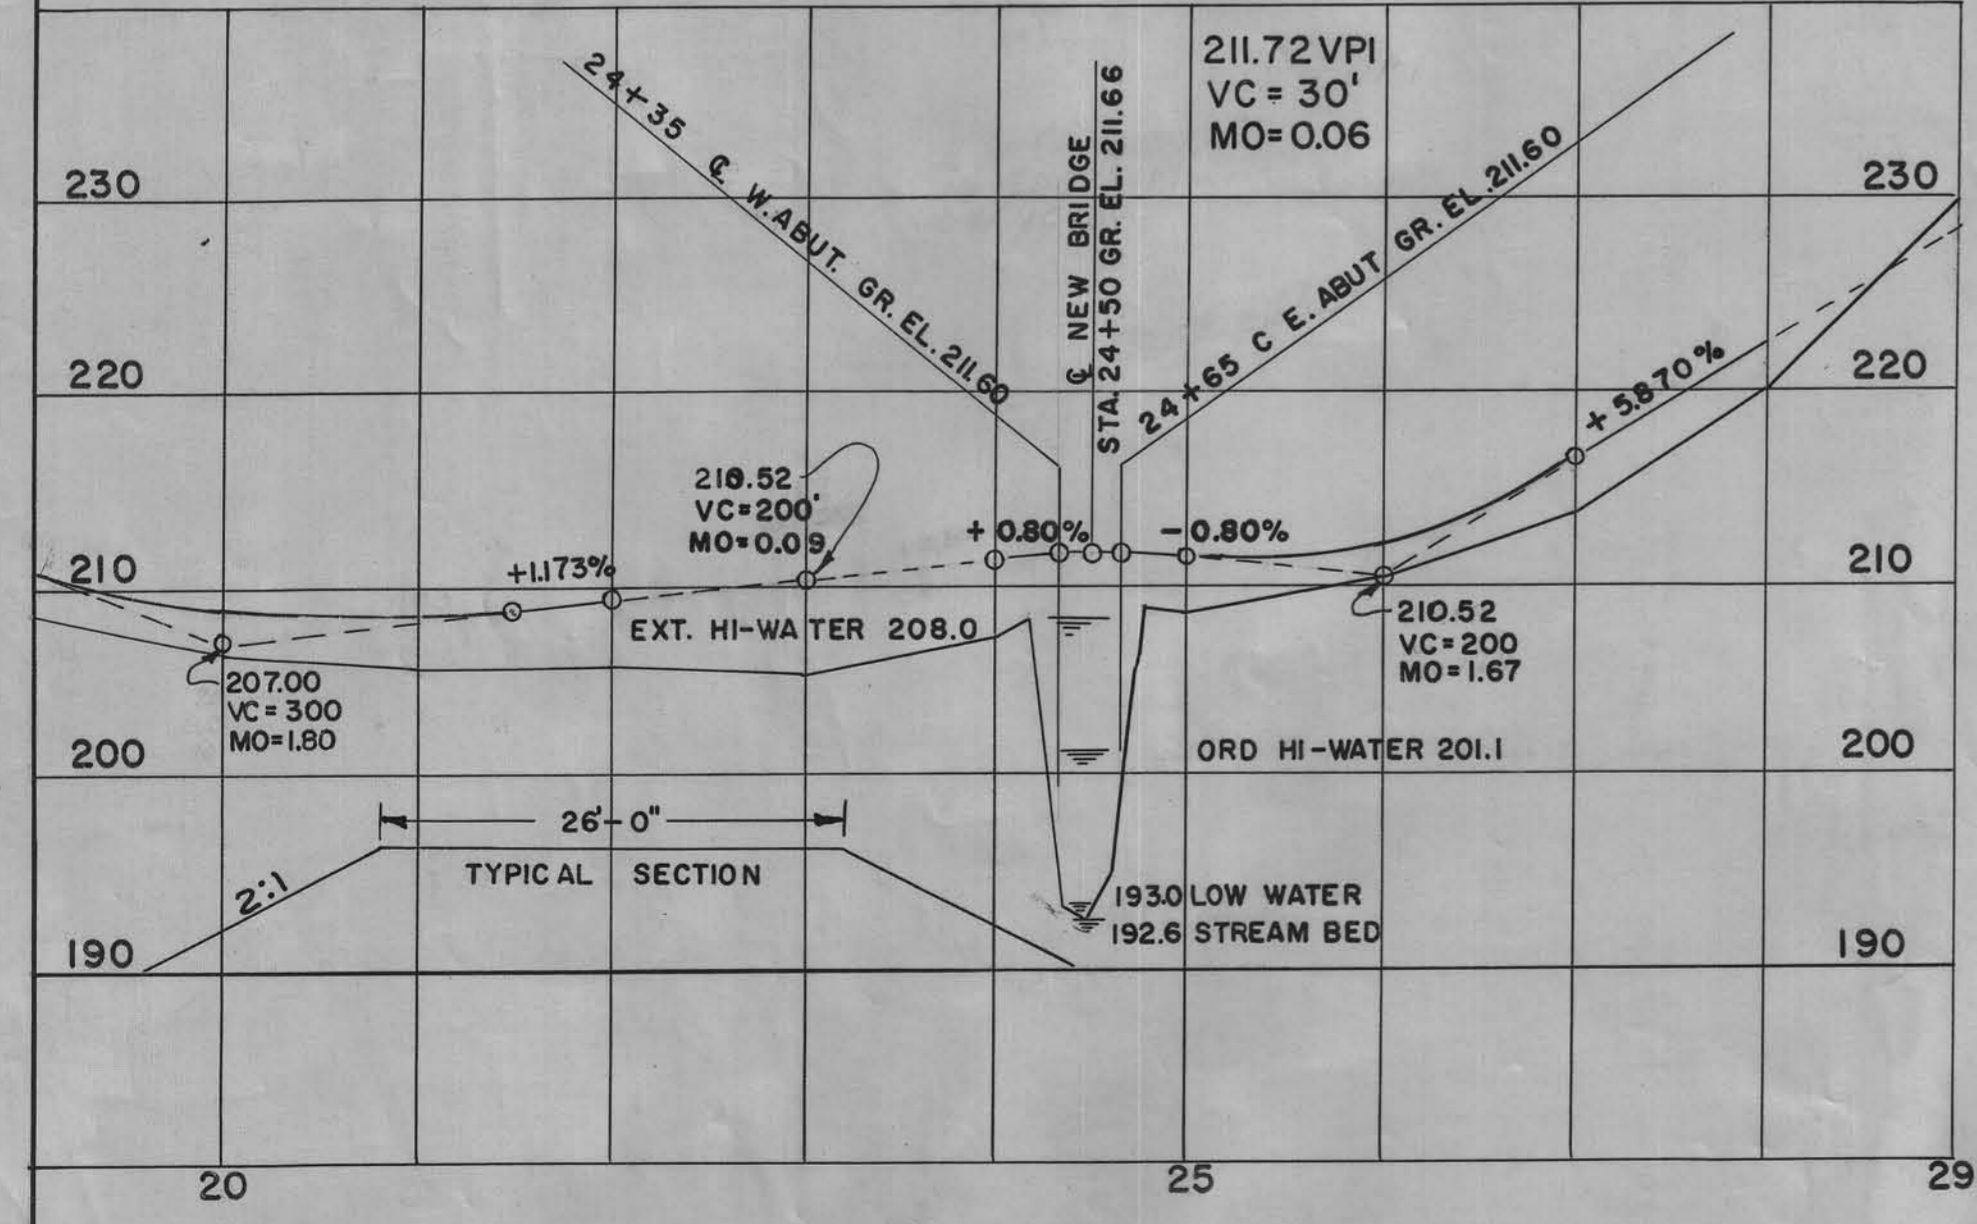 211.72 VPI
VC = 30'
MO = 0.06
24+35 ℄ W. ABUT. GR. EL. 211.60
℄ NEW BRIDGE
STA. 24+50 GR. EL. 211.66
24+65 C E. ABUT GR. EL. 211.60
230
230
220
220
+ 5.870 %
210.52
VC = 200'
MO = 0.09
+ 0.80%
- 0.80%
210
+1.173%
210
EXT. HI-WATER 208.0
210.52
VC = 200
MO = 1.67
207.00
VC = 300
MO = 1.80
200
ORD HI-WATER 201.1
200
26'-0"
TYPICAL SECTION
2:1
193.0 LOW WATER
192.6 STREAM BED
190
190
20
25
29